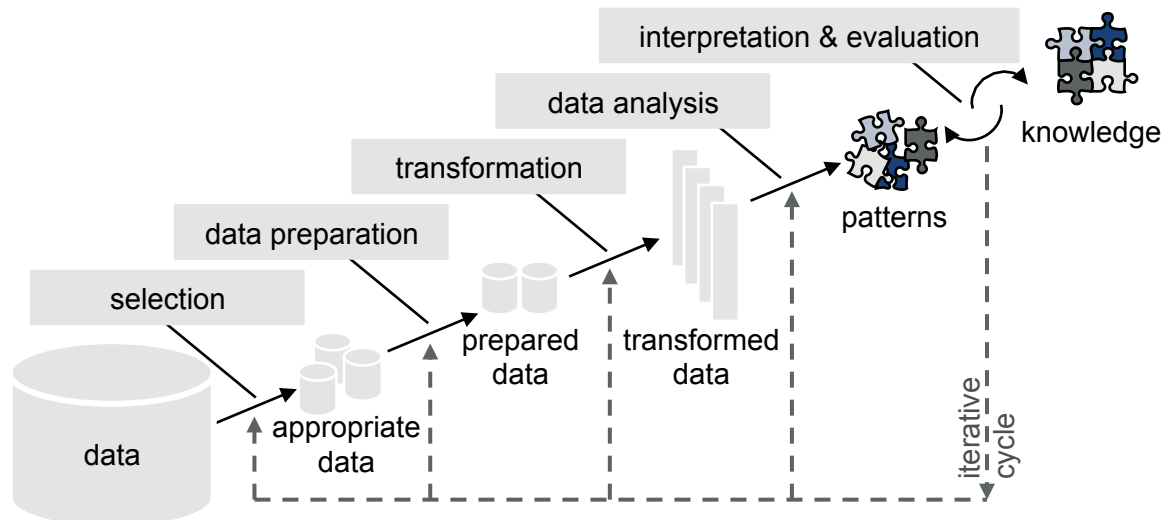 interpretation & evaluation
knowledge
data analysis
patterns
transformation
transformed
data
data preparation
prepared
data
selection
appropriate
data
data
iterative
cycle